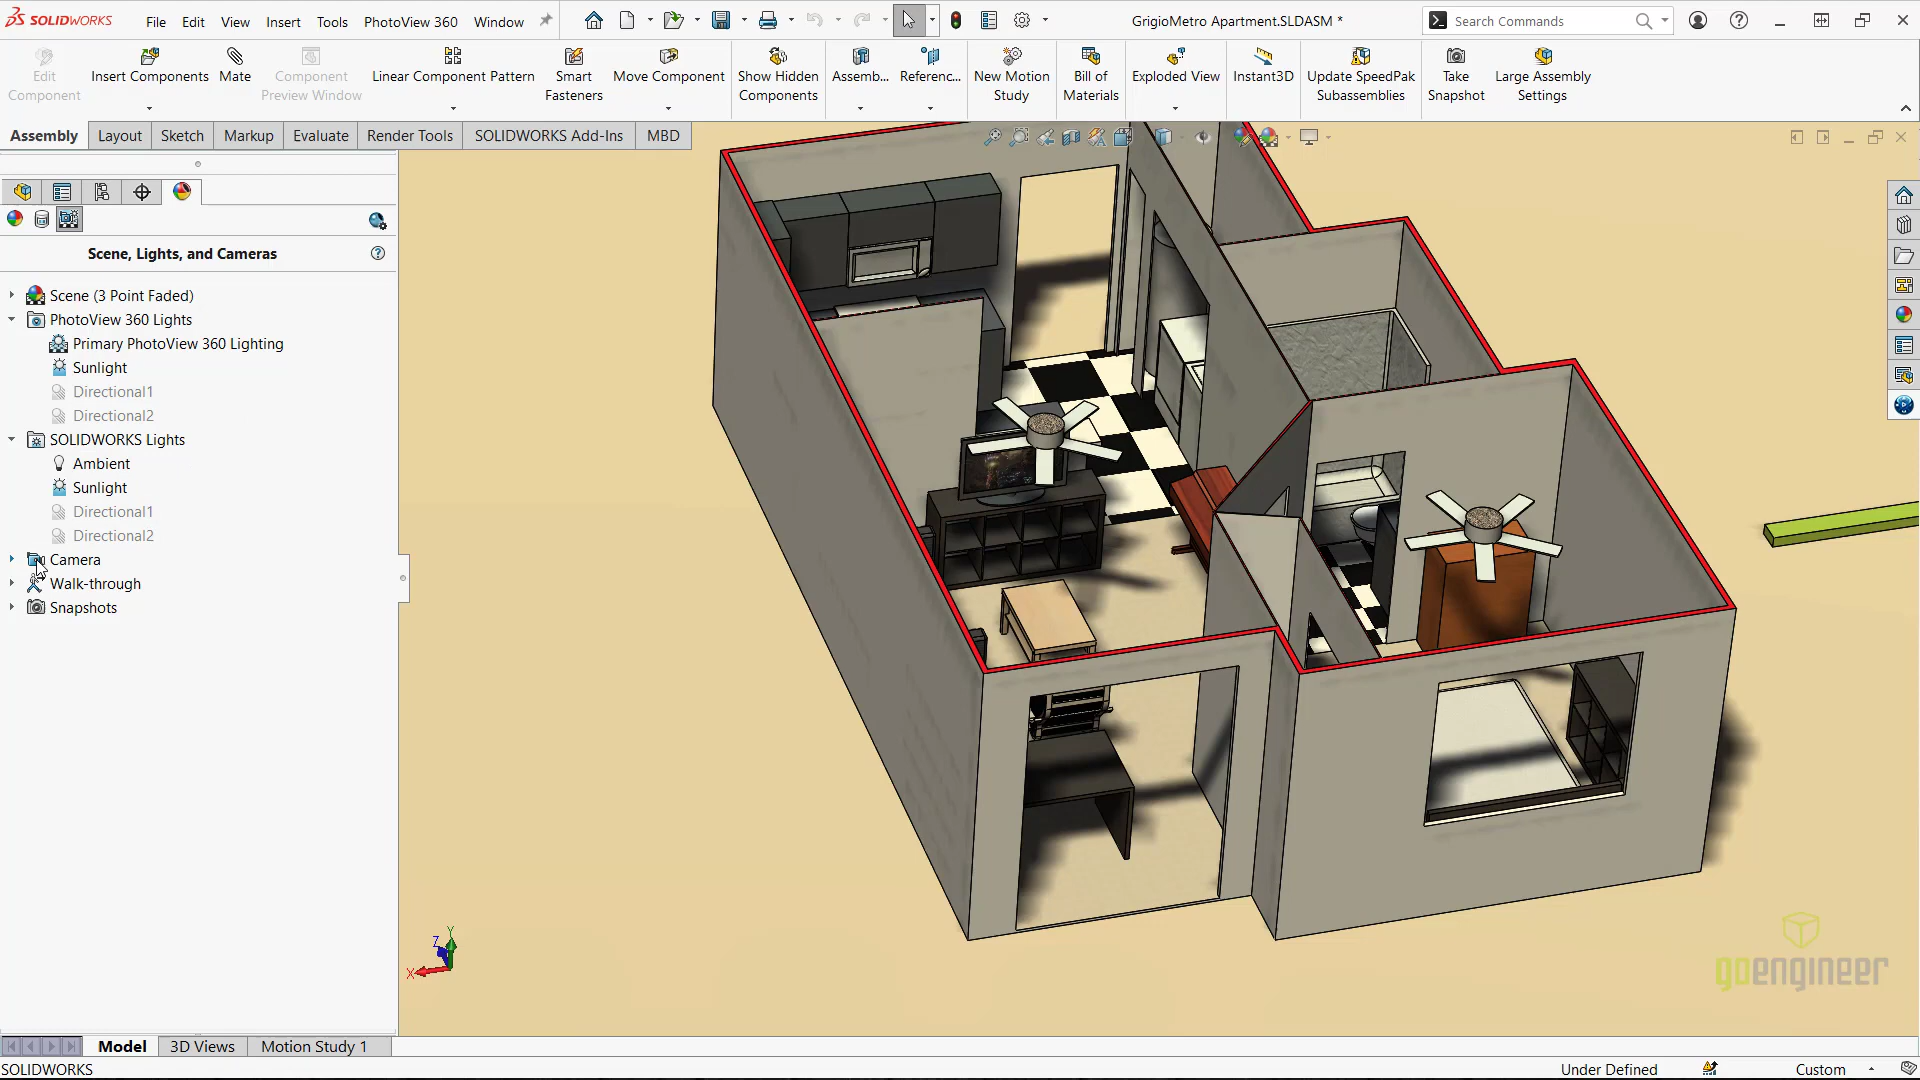 SOLIDWORKS File Edit View Insert Tools PhotoView 360 Window GrigioMetro Apartment.SLDASM * Search Commands
Edit Component Insert Components Mate Component Preview Window Linear Component Pattern Smart Fasteners Move Component Show Hidden Components Assemb... Referenc... New Motion Study Bill of Materials Exploded View Instant3D Update SpeedPak Subassemblies Take Snapshot Large Assembly Settings
Assembly Layout Sketch Markup Evaluate Render Tools SOLIDWORKS Add-Ins MBD
Scene, Lights, and Cameras
Scene (3 Point Faded)
PhotoView 360 Lights
Primary PhotoView 360 Lighting
Sunlight
Directional1
Directional2
SOLIDWORKS Lights
Ambient
Sunlight
Directional1
Directional2
Camera
Walk-through
Snapshots
Y
Z
X
goengineer
Model 3D Views Motion Study 1
SOLIDWORKS Under Defined Custom